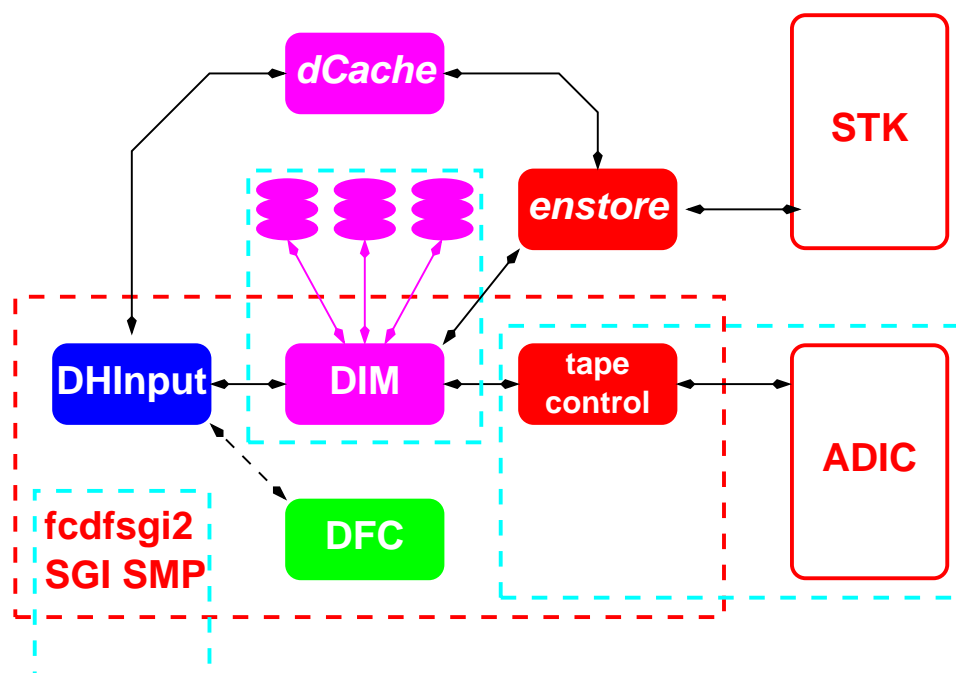 dCache
STK
enstore
DHInput
DIM
tape
control
ADIC
DFC
fcdfsgi2
SGI SMP